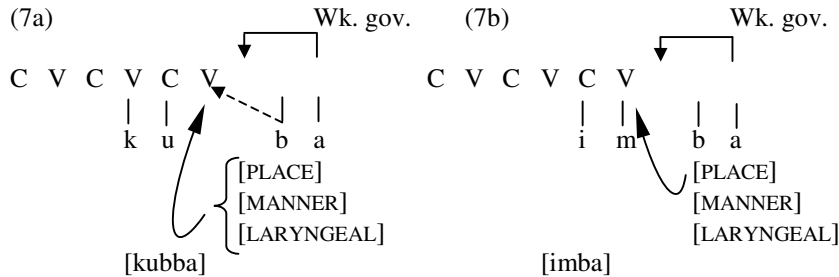 (7a) Wk. gov. (7b) Wk. gov.
C V C V C V C V C V C V
k u b a i m b a
[PLACE] [PLACE]
[MANNER] [MANNER]
[LARYNGEAL] [LARYNGEAL]
[kubba] [imba]